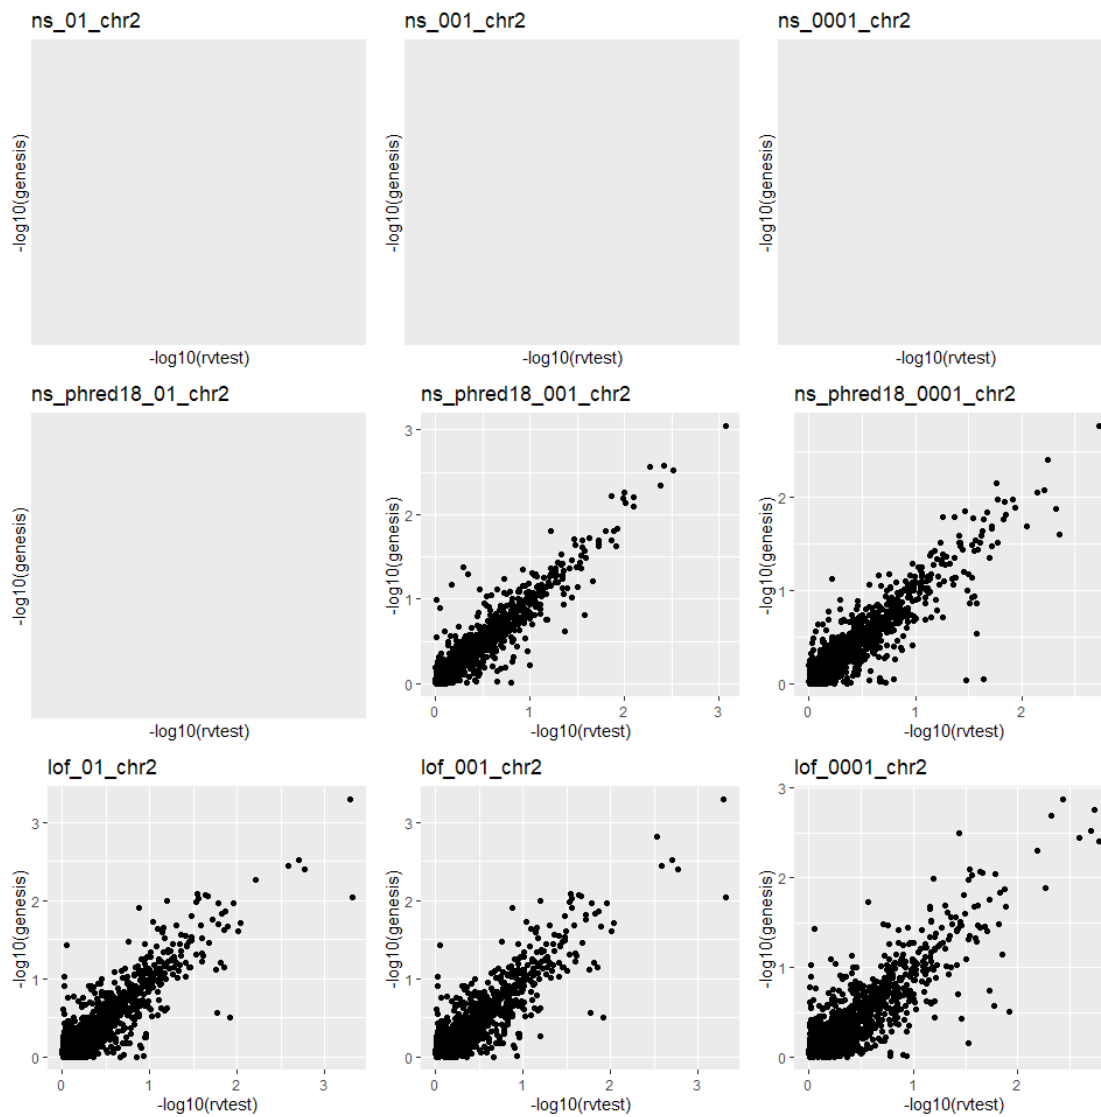 ns_01_chr2
ns_001_chr2
ns_0001_chr2
-log10(genesis)
-log10(genesis)
-log10(genesis)
-log10(rvtest)
-log10(rvtest)
-log10(rvtest)
ns_phred18_01_chr2
ns_phred18_001_chr2
ns_phred18_0001_chr2
-log10(genesis)
-log10(genesis)
-log10(genesis)
3
2
1
0
2
1
0
0 1 2 3
0 1 2
-log10(rvtest)
-log10(rvtest)
-log10(rvtest)
lof_01_chr2
lof_001_chr2
lof_0001_chr2
-log10(genesis)
-log10(genesis)
-log10(genesis)
3
2
1
0
3
2
1
0
3
2
1
0
0 1 2 3
0 1 2 3
0 1 2
-log10(rvtest)
-log10(rvtest)
-log10(rvtest)